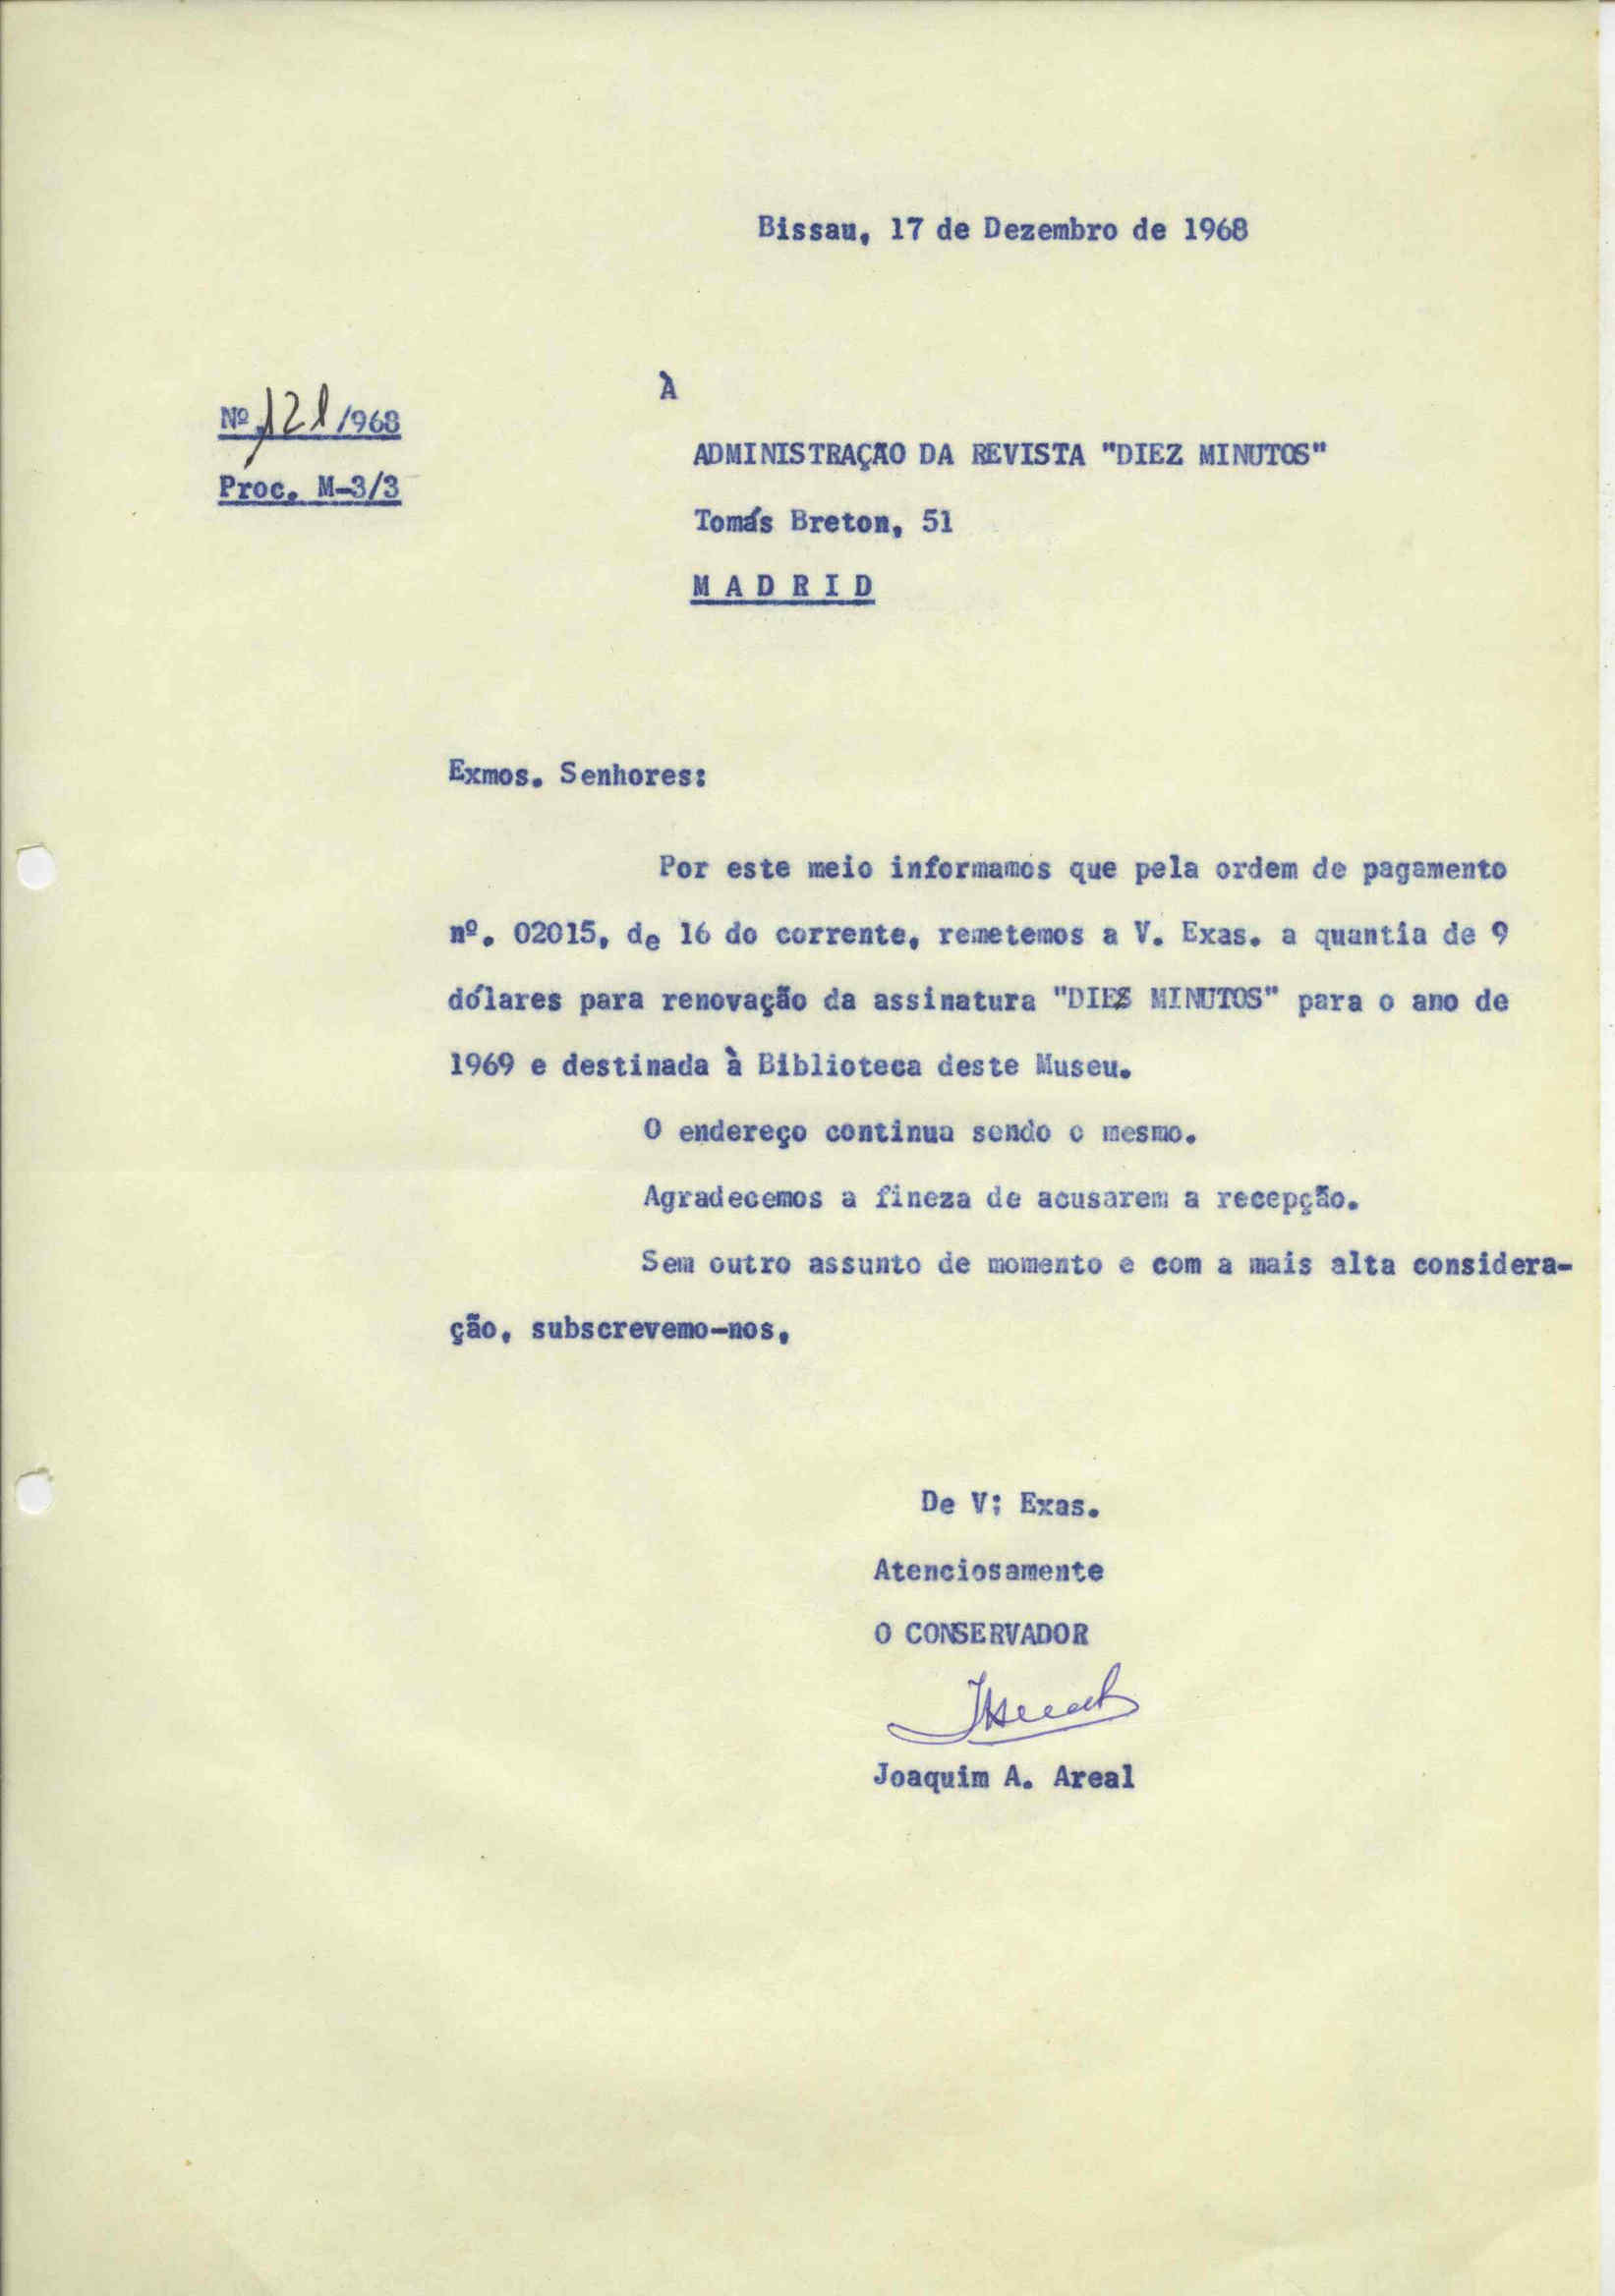 Bissau, 17 de Dezembro de 1968
À
Nº 121/968
ADMINISTRAÇÃO DA REVISTA "DIEZ MINUTOS"
Proc. M-3/3
Tomás Breton, 51
M A D R I D
Exmos. Senhores:
Por este meio informamos que pela ordem de pagamento
nº. 02015, de 16 do corrente, remetemos a V. Exas. a quantia de 9
dólares para renovação da assinatura "DIEZ MINUTOS" para o ano de
1969 e destinada à Biblioteca deste Museu.
O endereço continua sendo o mesmo.
Agradecemos a fineza de acusarem a recepção.
Sem outro assunto de momento e com a mais alta considera-
ção, subscrevemo-nos,
De V; Exas.
Atenciosamente
O CONSERVADOR
Joaquim A. Areal